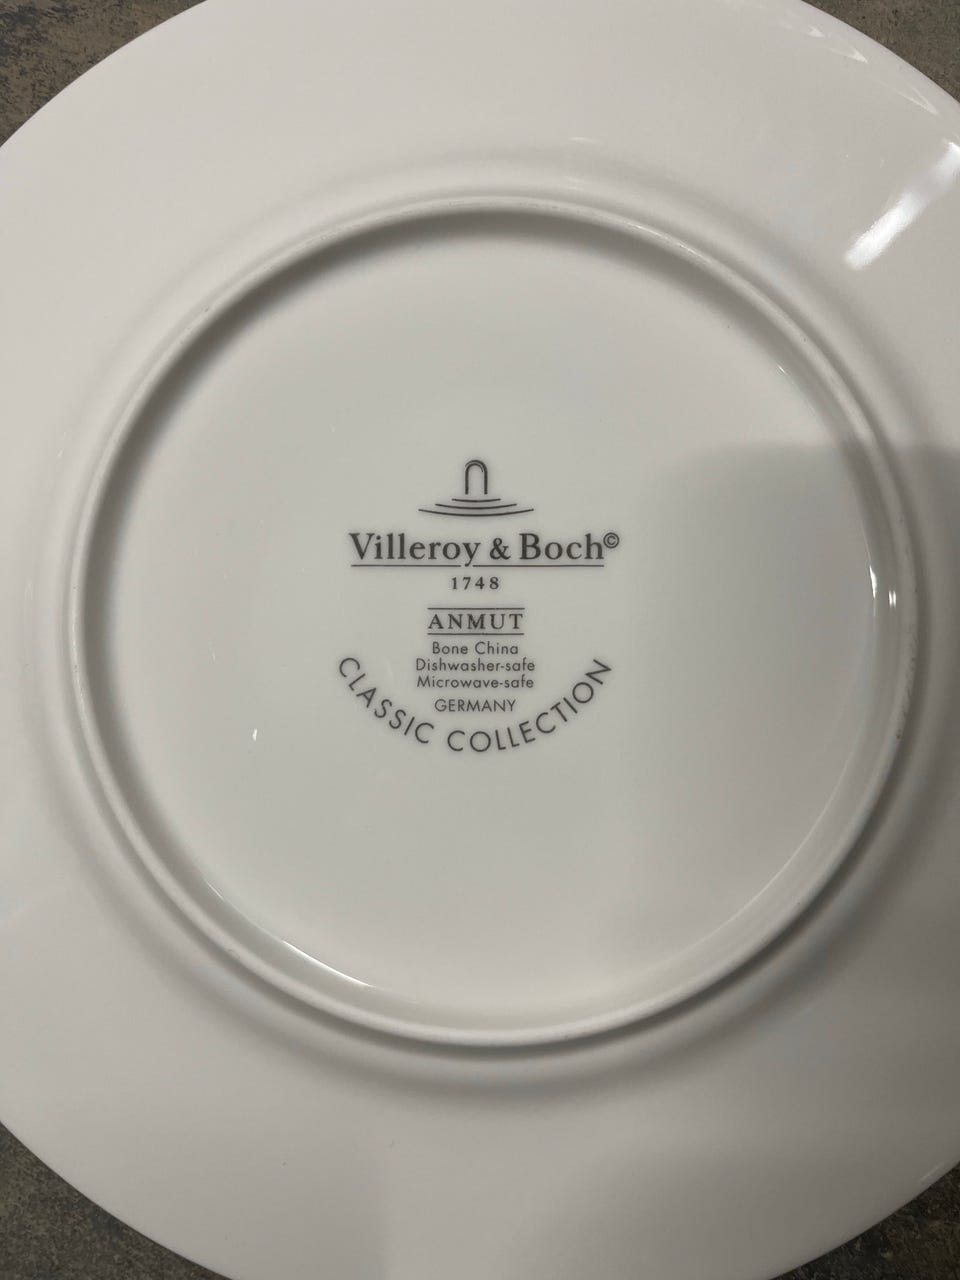 Villeroy & Boch©
1748
ANMUT
Bone China
Dishwasher-safe
Microwave-safe
GERMANY
CLASSIC COLLECTION